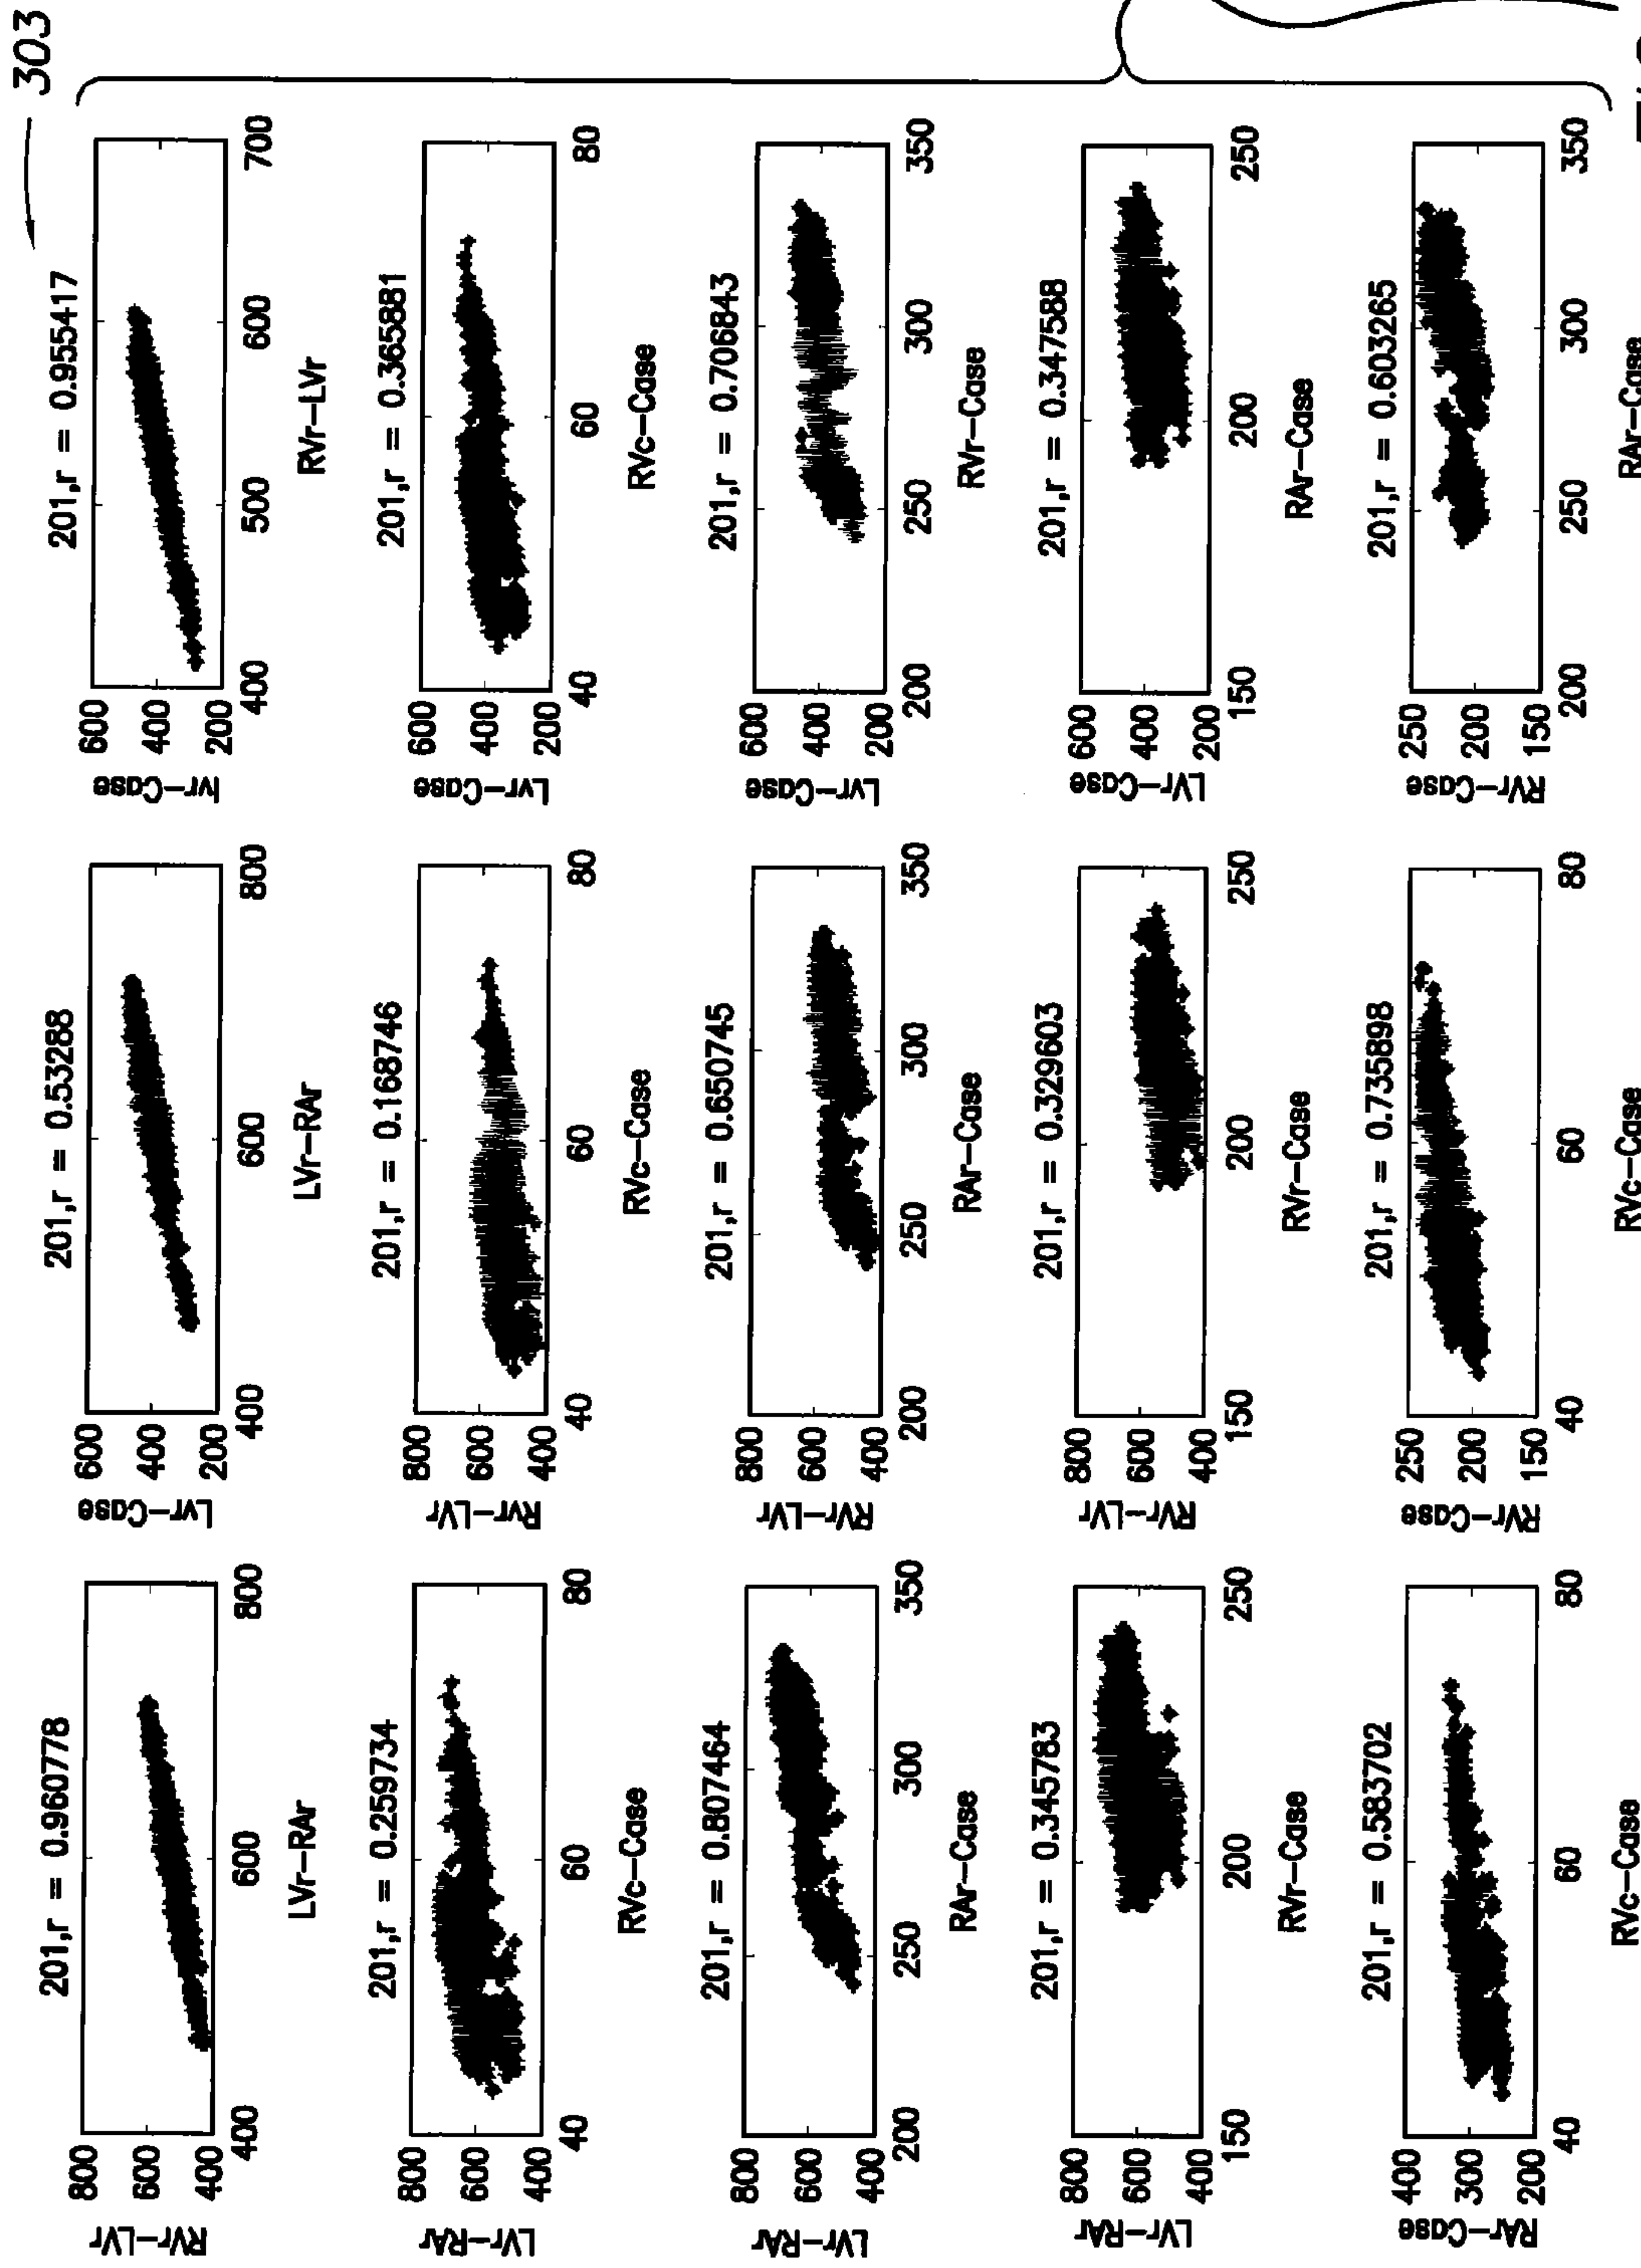 303
201,r = 0.960778
RVr-LVr
800
600
400
400 600 800
LVr-RAr
201,r = 0.53288
Lvr-Case
600
400
200
400 600 800
LVr-RAr
201,r = 0.955417
lvr-Case
600
400
200
400 500 600 700
RVr-LVr
201,r = 0.259734
LVr-RAr
800
600
400
40 60 80
RVc-Case
201,r = 0.168746
RVr-LVr
800
600
400
40 60 80
RVc-Case
201,r = 0.365881
Lvr-Case
600
400
200
40 60 80
RVc-Case
201,r = 0.807464
LVr-RAr
800
600
400
200 250 300 350
RAr-Case
201,r = 0.650745
RVr-LVr
800
600
400
200 250 300 350
RAr-Case
201,r = 0.706843
Lvr-Case
600
400
200
200 250 300 350
RVr-Case
201,r = 0.345783
LVr-RAr
800
600
400
150 200 250
RVr-Case
201,r = 0.329603
RVr-LVr
800
600
400
150 200 250
RVr-Case
201,r = 0.347588
LVr-Case
600
400
200
150 200 250
RAr-Case
201,r = 0.583702
RAr-Case
400
300
200
40 60 80
RVc-Case
201,r = 0.735898
RVr-Case
250
200
150
40 60 80
RVc-Case
201,r = 0.603265
RVr-Case
250
200
150
200 250 300 350
RAr-Case